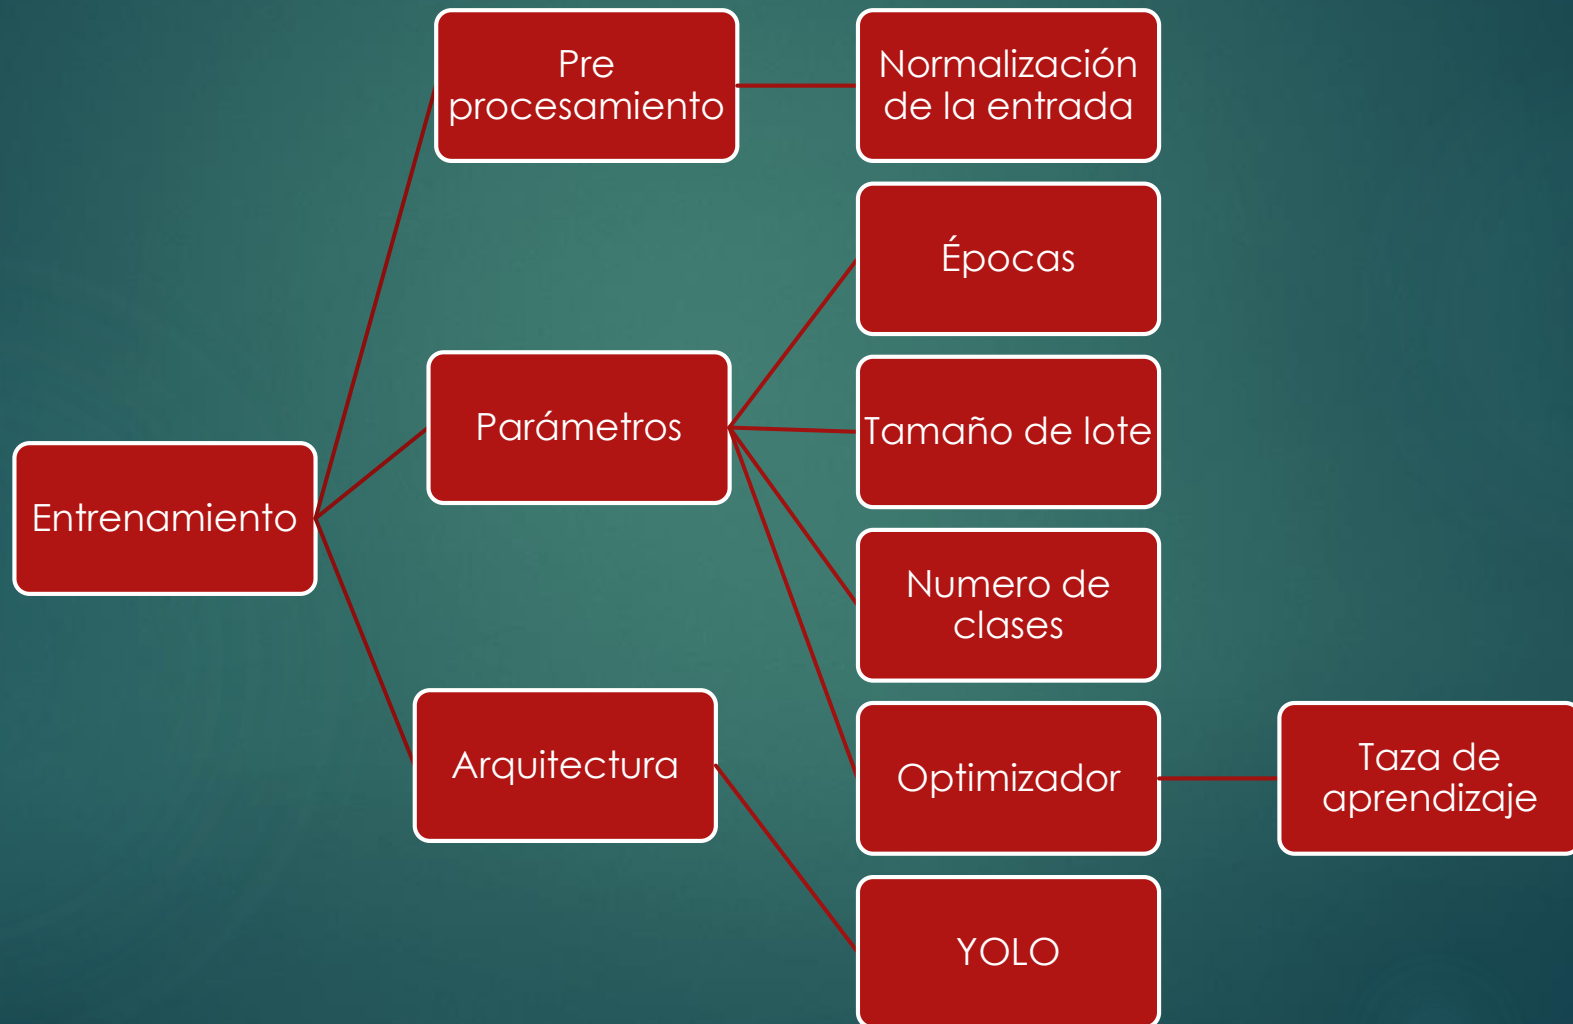 Pre
procesamiento
Normalización
de la entrada
Épocas
Parámetros
Tamaño de lote
Entrenamiento
Numero de
clases
Arquitectura
Optimizador
Taza de
aprendizaje
YOLO